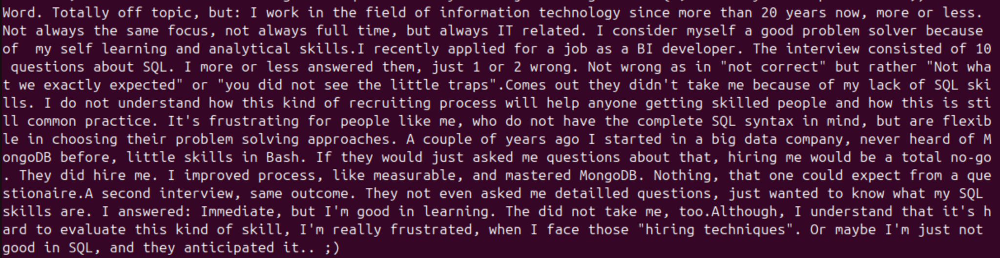 Word. Totally off topic, but: I work in the field of information technology since more than 20 years now, more or less.
Not always the same focus, not always full time, but always IT related. I consider myself a good problem solver because
of  my self learning and analytical skills.I recently applied for a job as a BI developer. The interview consisted of 10
 questions about SQL. I more or less answered them, just 1 or 2 wrong. Not wrong as in "not correct" but rather "Not wha
t we exactly expected" or "you did not see the little traps".Comes out they didn't take me because of my lack of SQL ski
lls. I do not understand how this kind of recruiting process will help anyone getting skilled people and how this is sti
ll common practice. It's frustrating for people like me, who do not have the complete SQL syntax in mind, but are flexib
le in choosing their problem solving approaches. A couple of years ago I started in a big data company, never heard of M
ongoDB before, little skills in Bash. If they would just asked me questions about that, hiring me would be a total no-go
. They did hire me. I improved process, like measurable, and mastered MongoDB. Nothing, that one could expect from a que
stionaire.A second interview, same outcome. They not even asked me detailled questions, just wanted to know what my SQL
skills are. I answered: Immediate, but I'm good in learning. The did not take me, too.Although, I understand that it's h
ard to evaluate this kind of skill, I'm really frustrated, when I face those "hiring techniques". Or maybe I'm just not
good in SQL, and they anticipated it.. ;)